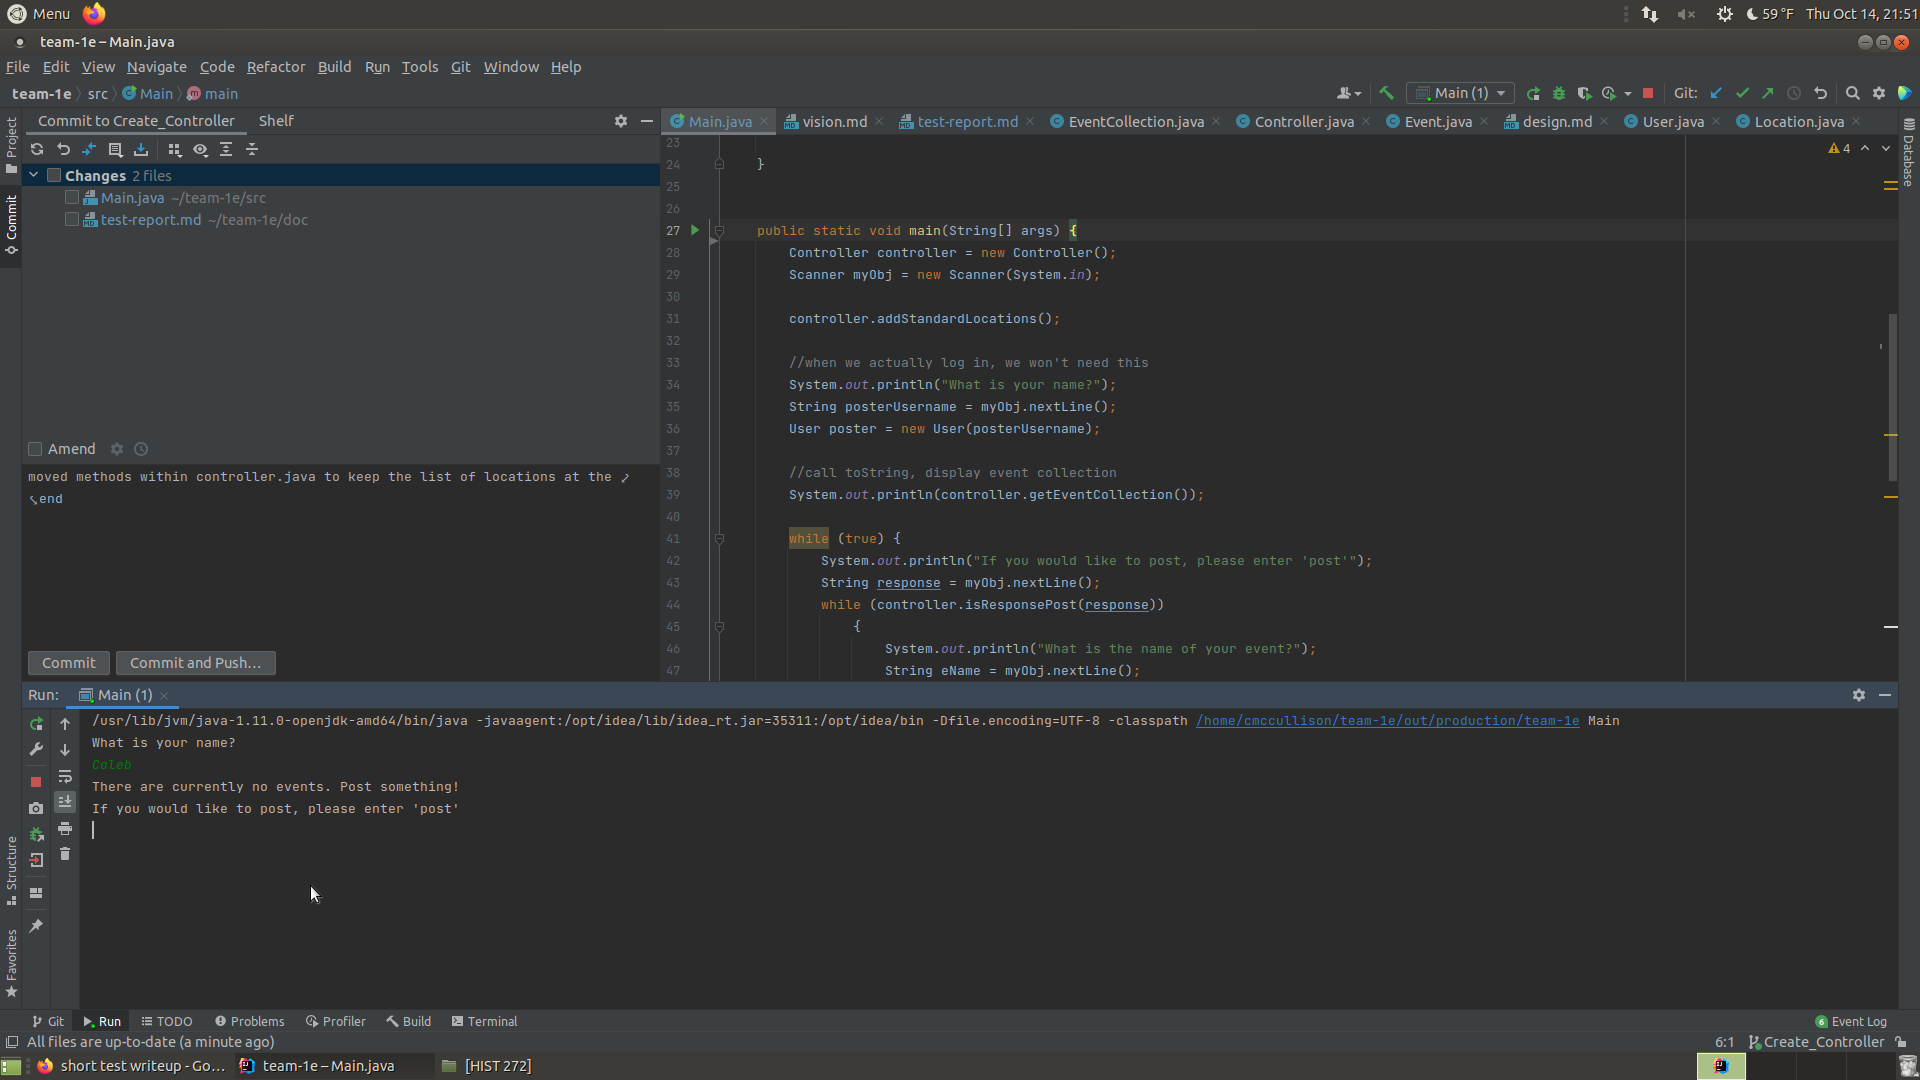 Menu
59 °F Thu Oct 14, 21:51
team-1e – Main.java
File Edit View Navigate Code Refactor Build Run Tools Git Window Help
team-1e src Main main
Main (1) Git:
Project
Commit
Structure
Favorites
Database
Commit to Create_Controller Shelf
Main.java vision.md test-report.md EventCollection.java Controller.java Event.java design.md User.java Location.java
Changes 2 files
Main.java ~/team-1e/src
test-report.md ~/team-1e/doc
Amend
moved methods within controller.java to keep the list of locations at the
end
Commit Commit and Push...
4
23
24 }
25
26
27 public static void main(String[] args) {
28 Controller controller = new Controller();
29 Scanner myObj = new Scanner(System.in);
30
31 controller.addStandardLocations();
32
33 //when we actually log in, we won't need this
34 System.out.println("What is your name?");
35 String posterUsername = myObj.nextLine();
36 User poster = new User(posterUsername);
37
38 //call toString, display event collection
39 System.out.println(controller.getEventCollection());
40
41 while (true) {
42 System.out.println("If you would like to post, please enter 'post'");
43 String response = myObj.nextLine();
44 while (controller.isResponsePost(response))
45 {
46 System.out.println("What is the name of your event?");
47 String eName = myObj.nextLine();
Run: Main (1)
/usr/lib/jvm/java-1.11.0-openjdk-amd64/bin/java -javaagent:/opt/idea/lib/idea_rt.jar=35311:/opt/idea/bin -Dfile.encoding=UTF-8 -classpath /home/cmccullison/team-1e/out/production/team-1e Main
What is your name?
Caleb
There are currently no events. Post something!
If you would like to post, please enter 'post'
Git Run TODO Problems Profiler Build Terminal 6 Event Log
All files are up-to-date (a minute ago) 6:1 Create_Controller
short test writeup - Go... team-1e – Main.java [HIST 272]